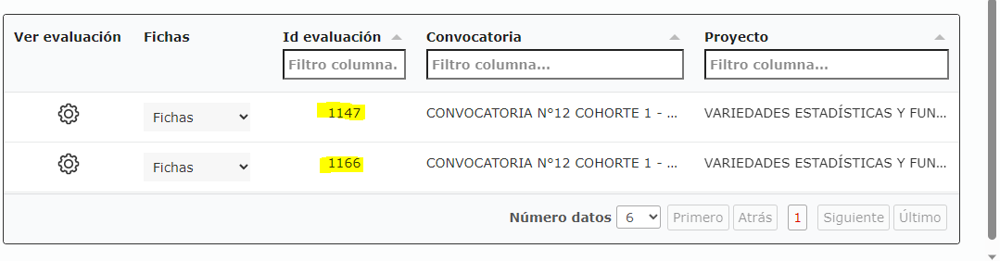 Ver evaluación Fichas Id evaluación Convocatoria Proyecto
Filtro columna. Filtro columna... Filtro columna...
Fichas 1147 CONVOCATORIA N°12 COHORTE 1 - ... VARIEDADES ESTADÍSTICAS Y FUN...
Fichas 1166 CONVOCATORIA N°12 COHORTE 1 - ... VARIEDADES ESTADÍSTICAS Y FUN...
Número datos 6 Primero Atrás 1 Siguiente Último